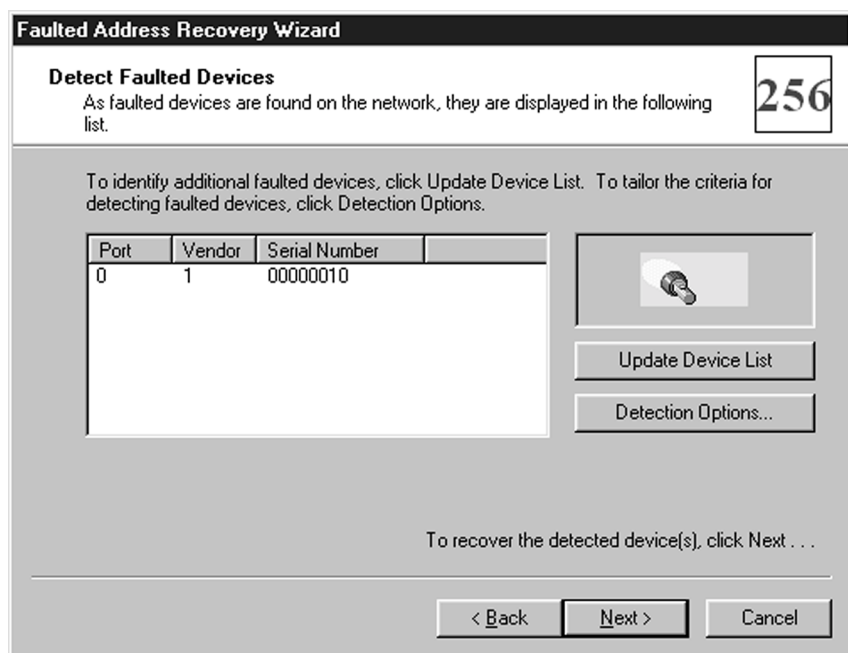 Faulted Address Recovery Wizard
Detect Faulted Devices
As faulted devices are found on the network, they are displayed in the following
list.
256
To identify additional faulted devices, click Update Device List.  To tailor the criteria for
detecting faulted devices, click Detection Options.
Port Vendor Serial Number
0 1 00000010
Update Device List
Detection Options...
To recover the detected device(s), click Next . . .
< Back Next > Cancel